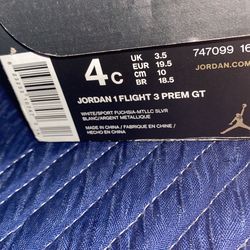 4C
UK 3.5
EUR 19.5
CM 10
BR 18.5
747099 16
JORDAN.COM
JORDAN 1 FLIGHT 3 PREM GT
WHITE/SPORT FUCHSIA-MTLLC SLVR
BLANC/ARGENT METALLIQUE
MADE IN CHINA / FABRIQUÉ EN CHINE /
HECHO EN CHINA